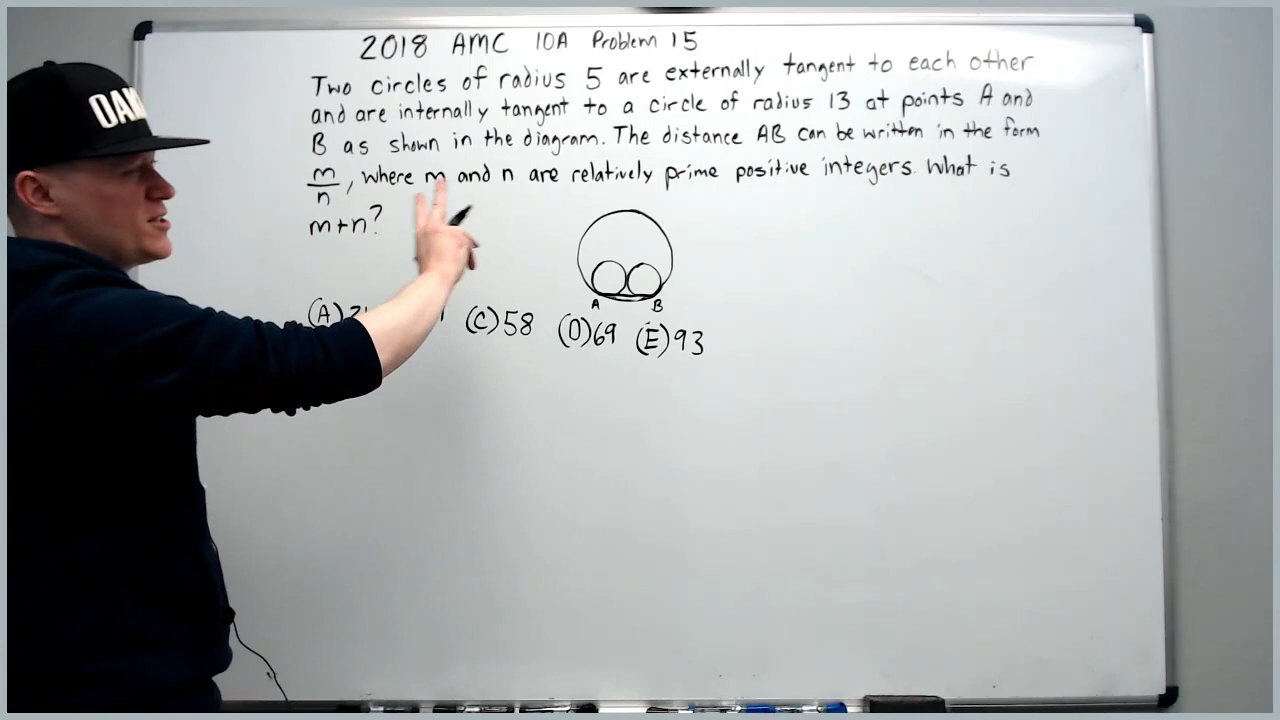 2018 AMC 10A Problem 15
Two circles of radius 5 are externally tangent to each other
and are internally tangent to a circle of radius 13 at points A and
B as shown in the diagram. The distance AB can be written in the form
m/n, where m and n are relatively prime positive integers. What is
m+n?
A B
(A) (C) 58 (D) 69 (E) 93